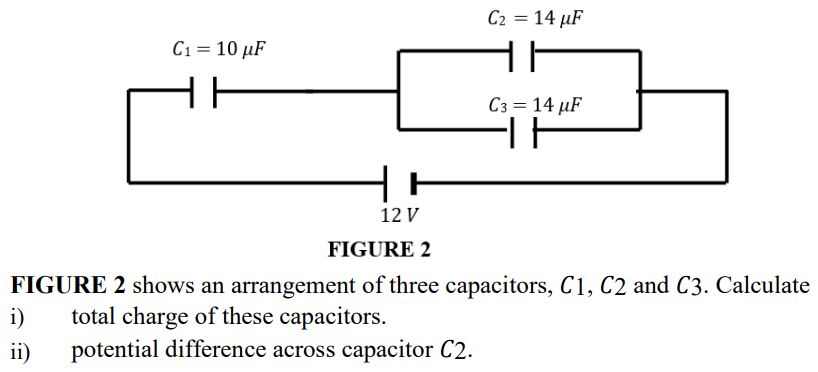 C₂ = 14 μF
C₁ = 10 μF
C₃ = 14 μF
12 V
FIGURE 2
FIGURE 2 shows an arrangement of three capacitors, C1, C2 and C3. Calculate
i) total charge of these capacitors.
ii) potential difference across capacitor C2.